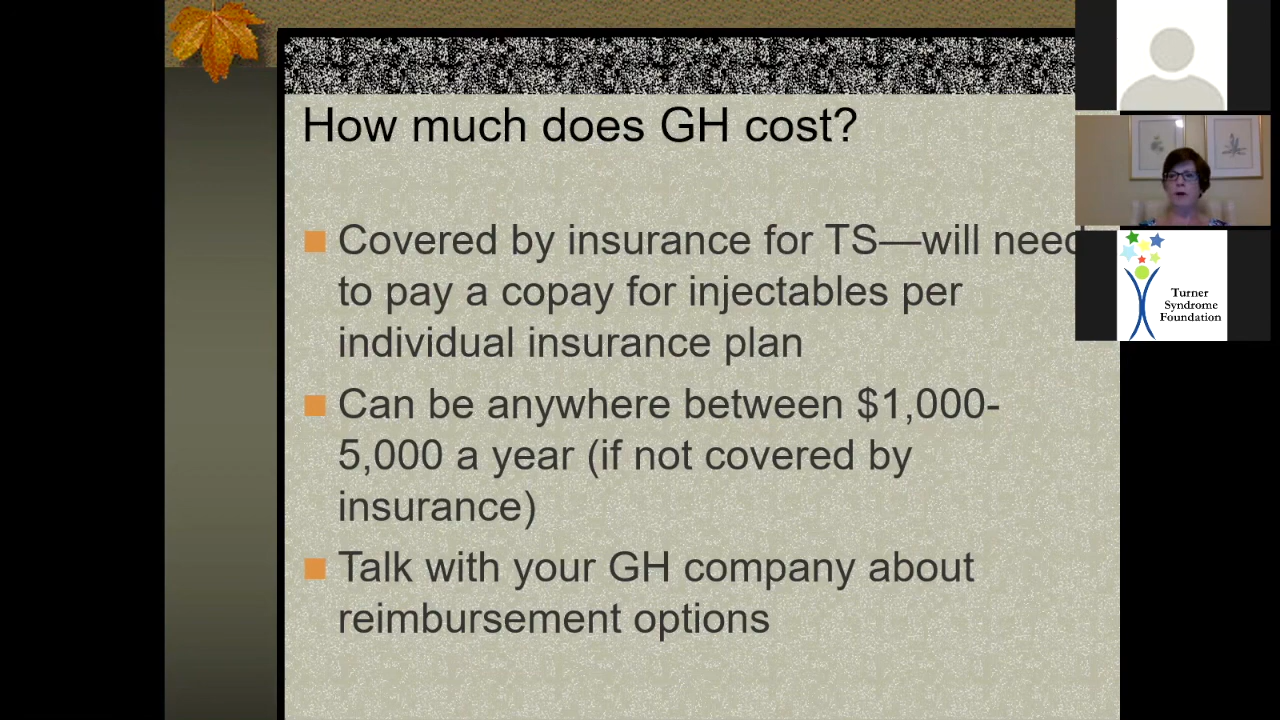 How much does GH cost?
Covered by insurance for TS—will need
to pay a copay for injectables per
individual insurance plan
Can be anywhere between $1,000-
5,000 a year (if not covered by
insurance)
Talk with your GH company about
reimbursement options
Turner
Syndrome
Foundation